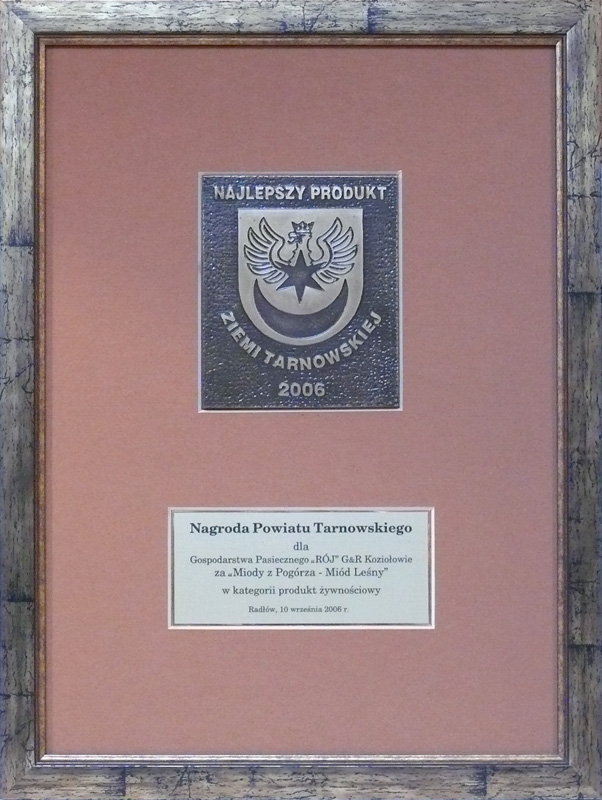 NAJLEPSZY PRODUKT
ZIEMI TARNOWSKIEJ
2006
Nagroda Powiatu Tarnowskiego
dla
Gospodarstwa Pasiecznego „RÓJ” G&R Koziołowie
za „Miody z Pogórza - Miód Leśny”
w kategorii produkt żywnościowy
Radłów, 10 września 2006 r.